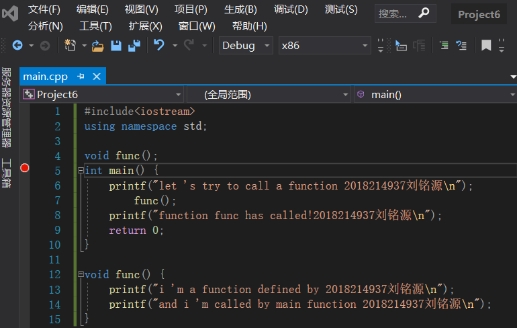 文件(F) 编辑(E) 视图(V) 项目(P) 生成(B) 调试(D) 测试(S) 搜索... Project6
分析(N) 工具(T) 扩展(X) 窗口(W) 帮助(H)
Debug x86
服务器资源管理器 工具箱
main.cpp
Project6 (全局范围) main()
1 #include<iostream>
2 using namespace std;
3
4 void func();
5 int main() {
6 printf("let 's try to call a function 2018214937刘铭源\n");
7 func();
8 printf("function func has called!2018214937刘铭源\n");
9 return 0;
10 }
11
12 void func() {
13 printf("i 'm a function defined by 2018214937刘铭源\n");
14 printf("and i 'm called by main function 2018214937刘铭源\n");
15 }